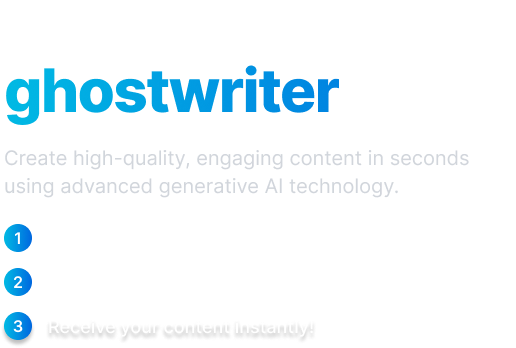 ghostwriter
Create high-quality, engaging content in seconds
using advanced generative AI technology.
1
2
3 Receive your content instantly!